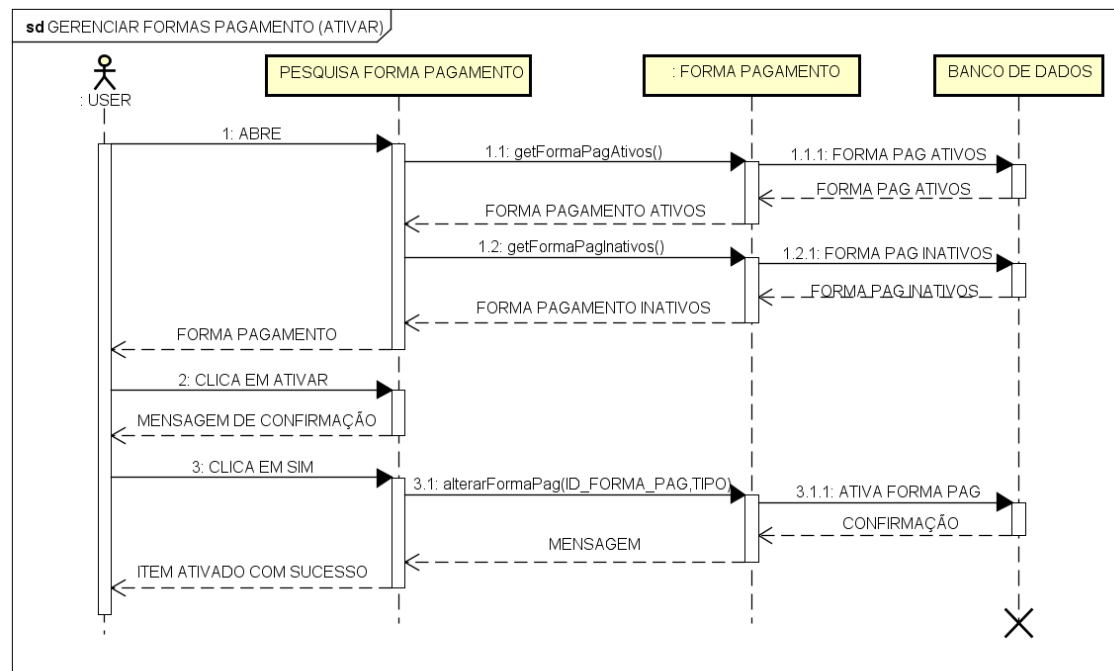 sd GERENCIAR FORMAS PAGAMENTO (ATIVAR)
: USER
PESQUISA FORMA PAGAMENTO
: FORMA PAGAMENTO
BANCO DE DADOS
1: ABRE
1.1: getFormaPagAtivos()
1.1.1: FORMA PAG ATIVOS
FORMA PAG ATIVOS
FORMA PAGAMENTO ATIVOS
1.2: getFormaPagInativos()
1.2.1: FORMA PAG INATIVOS
FORMA PAG INATIVOS
FORMA PAGAMENTO INATIVOS
FORMA PAGAMENTO
2: CLICA EM ATIVAR
MENSAGEM DE CONFIRMAÇÃO
3: CLICA EM SIM
3.1: alterarFormaPag(ID_FORMA_PAG,TIPO)
3.1.1: ATIVA FORMA PAG
CONFIRMAÇÃO
MENSAGEM
ITEM ATIVADO COM SUCESSO